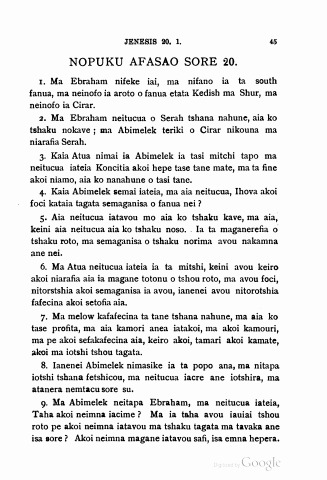 JENESIS 20, 1. 45
NOPUKU AFASAO SORE 20.
1. Ma Ebraham nifeke iai, ma nifano ia ta south
fanua, ma neinofo ia aroto o fanua etata Kedish ma Shur, ma
neinofo ia Cirar.
2. Ma Ebraham neitucua o Serah tshana nahune, aia ko
tshaku nokave; ma Abimelek teriki o Cirar nikouna ma
niarafia Serah.
3. Kaia Atua nimai ia Abimelek ia tasi mitchi tapo ma
neitucua iateia Koncitia akoi hepe tase tane mate, ma ta fine
akoi niamo, aia ko nanahune o tasi tane.
4. Kaia Abimelek semai iateia, ma aia neitucua, Ihova akoi
foci kataia tagata semaganisa o fanua nei?
5. Aia neitucua iatavou mo aia ko tshaku kave, ma aia,
keini aia neitucua aia ko tshaku noso. Ia ta maganerefia o
tshaku roto, ma semaganisa o tshaku norima avou nakamna
ane nei.
6. Ma Atua neitucua iateia ia ta mitshi, keini avou keiro
akoi niarafia aia ia magane totonu o tshou roto, ma avou foci,
nitorstshia akoi semaganisa ia avou, ianenei avou nitorotshia
fafecina akoi setofia aia.
7. Ma melow kafafecina ta tane tshana nahune, ma aia ko
tase profita, ma aia kamori anea iatakoi, ma akoi kamouri,
ma pe akoi sefakafecina aia, keiro akoi, tamari akoi kamate,
akoi ma iotshi tshou tagata.
8. Ianenei Abimelek nimasike ia ta popo ana, ma nitapa
iotshi tshana fetshicou, ma neitucua iacre ane iotshira, ma
atanera nemtacu sore su.
9. Ma Abimelek neitapa Ebraham, ma neitucua iateia,
Taha akoi neimna iacime? Ma ia taha avou iauiai tshou
roto pe akoi neimna iatavou ma tshaku tagata ma tavaka ane
isa sore? Akoi neimna magane iatavou safi, isa emna hepera.
Digitized by Google